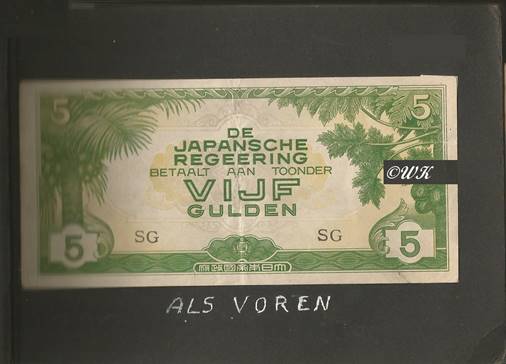 5 5
DE
JAPANSCHE
REGEERING
BETAALT AAN TOONDER
VIJF
GULDEN
©WK
SG SG
5 5
ALS VOREN